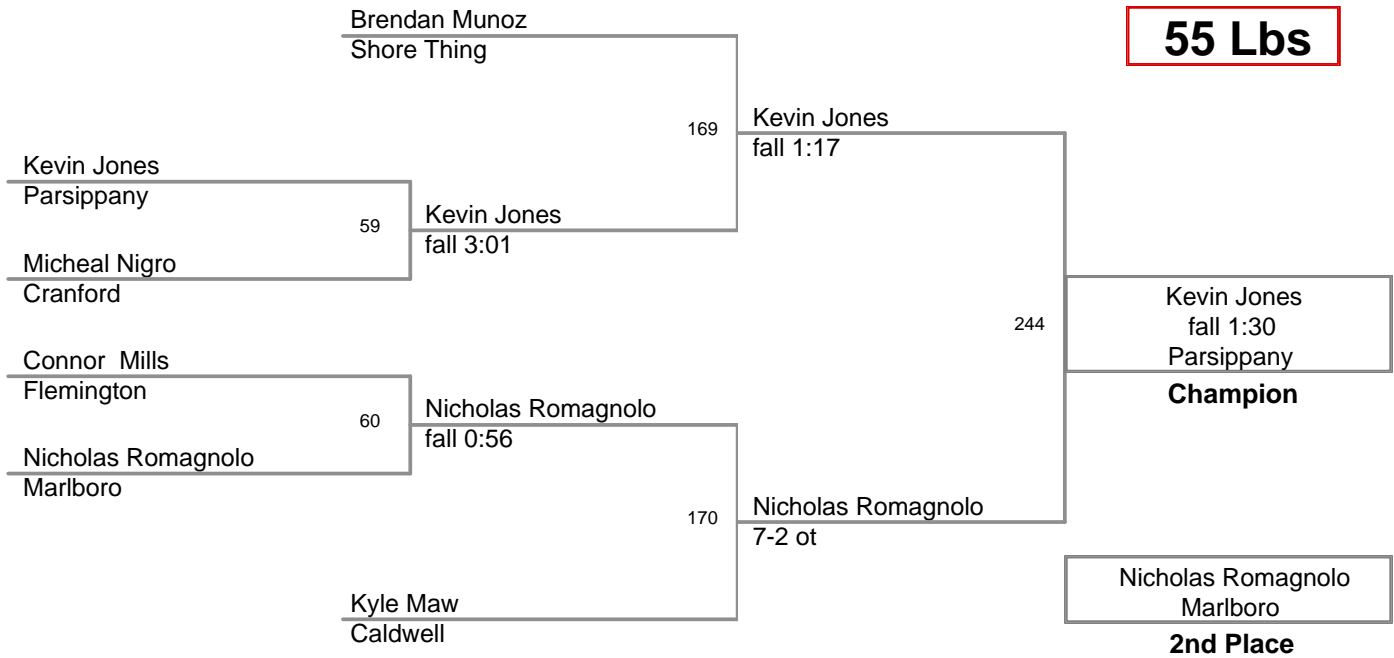 Brendan Munoz
Shore Thing
55 Lbs
169
Kevin Jones
fall 1:17
Kevin Jones
Parsippany
59
Kevin Jones
fall 3:01
Micheal Nigro
Cranford
244
Kevin Jones
fall 1:30
Parsippany
Champion
Connor  Mills
Flemington
60
Nicholas Romagnolo
fall 0:56
Nicholas Romagnolo
Marlboro
170
Nicholas Romagnolo
7-2 ot
Kyle Maw
Caldwell
Nicholas Romagnolo
Marlboro
2nd Place